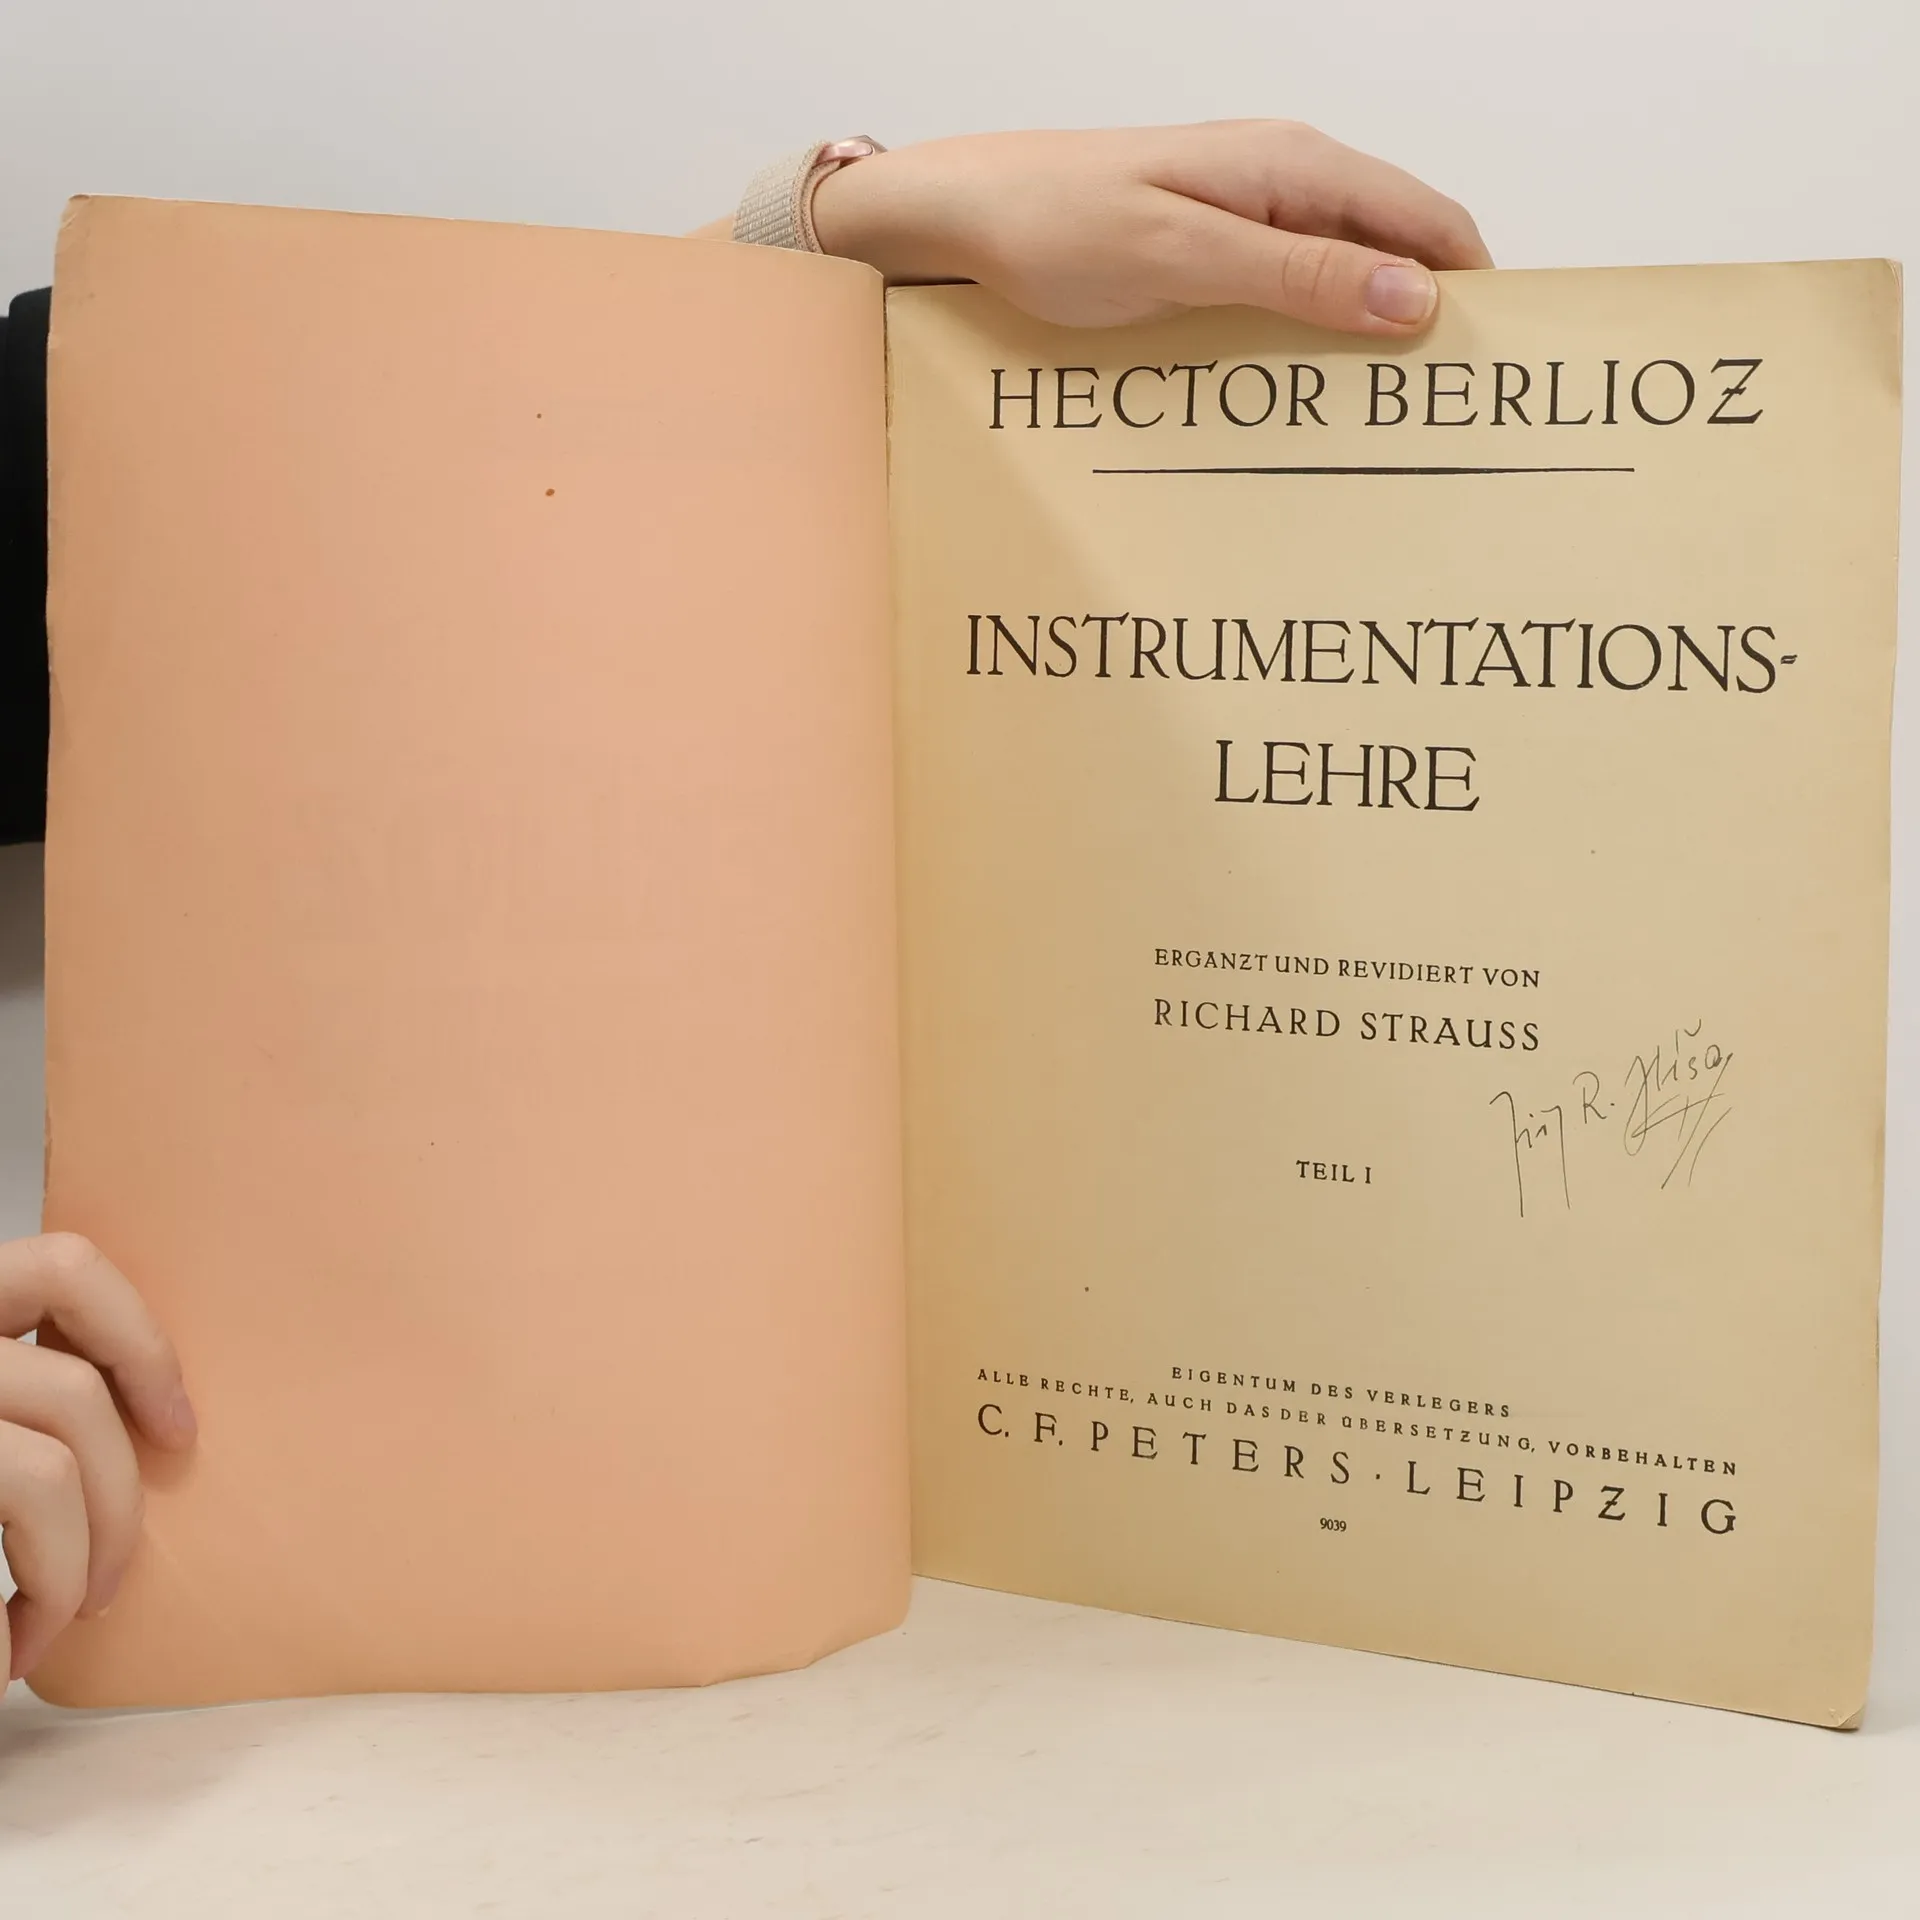 HECTOR BERLIOZ
INSTRUMENTATIONS-
LEHRE
ERGÄNZT UND REVIDIERT VON
RICHARD STRAUSS
R.
TEIL I
EIGENTUM DES VERLEGERS
ALLE RECHTE, AUCH DAS DER ÜBERSETZUNG, VORBEHALTEN
C. F. PETERS · LEIPZIG
9039